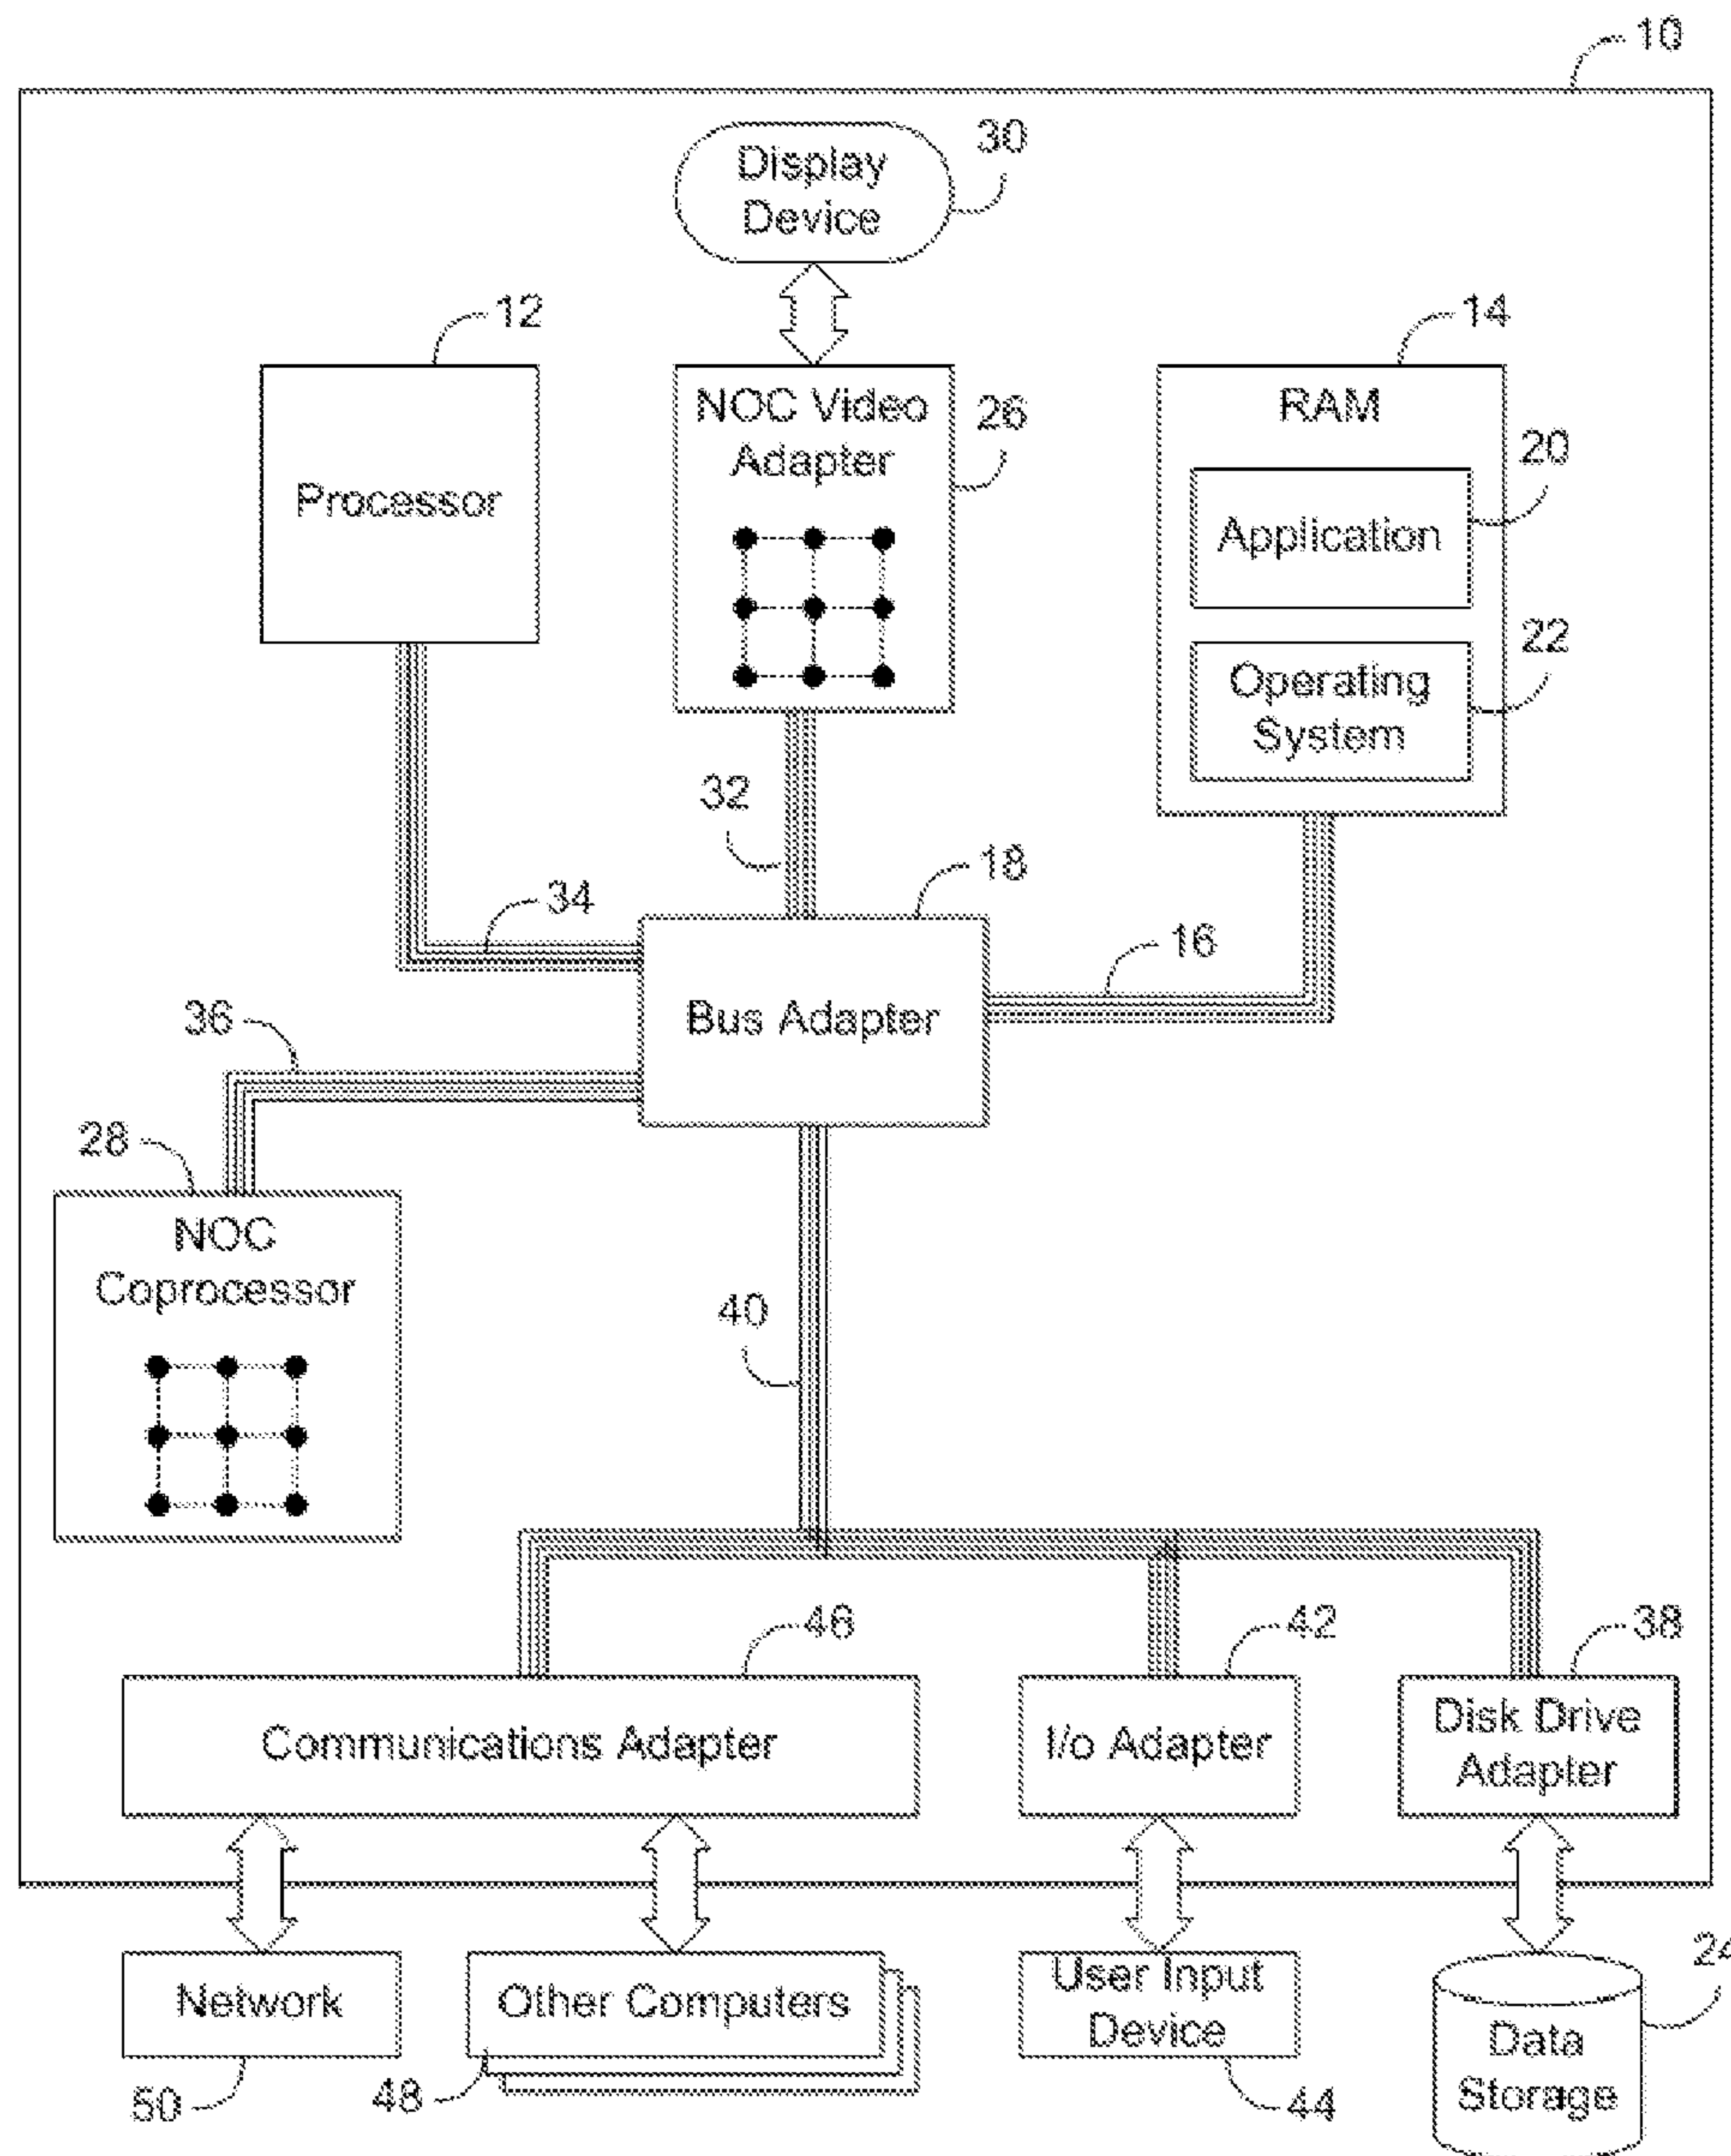 10
Display
Device
30
12
14
Processor
NOC Video
Adapter
26
RAM
20
Application
22
Operating
System
32
18
34
16
Bus Adapter
36
28
NOC
Coprocessor
40
46
42
38
Communications Adapter
I/o Adapter
Disk Drive
Adapter
Network
Other Computers
User Input
Device
24
Data
Storage
50
48
44